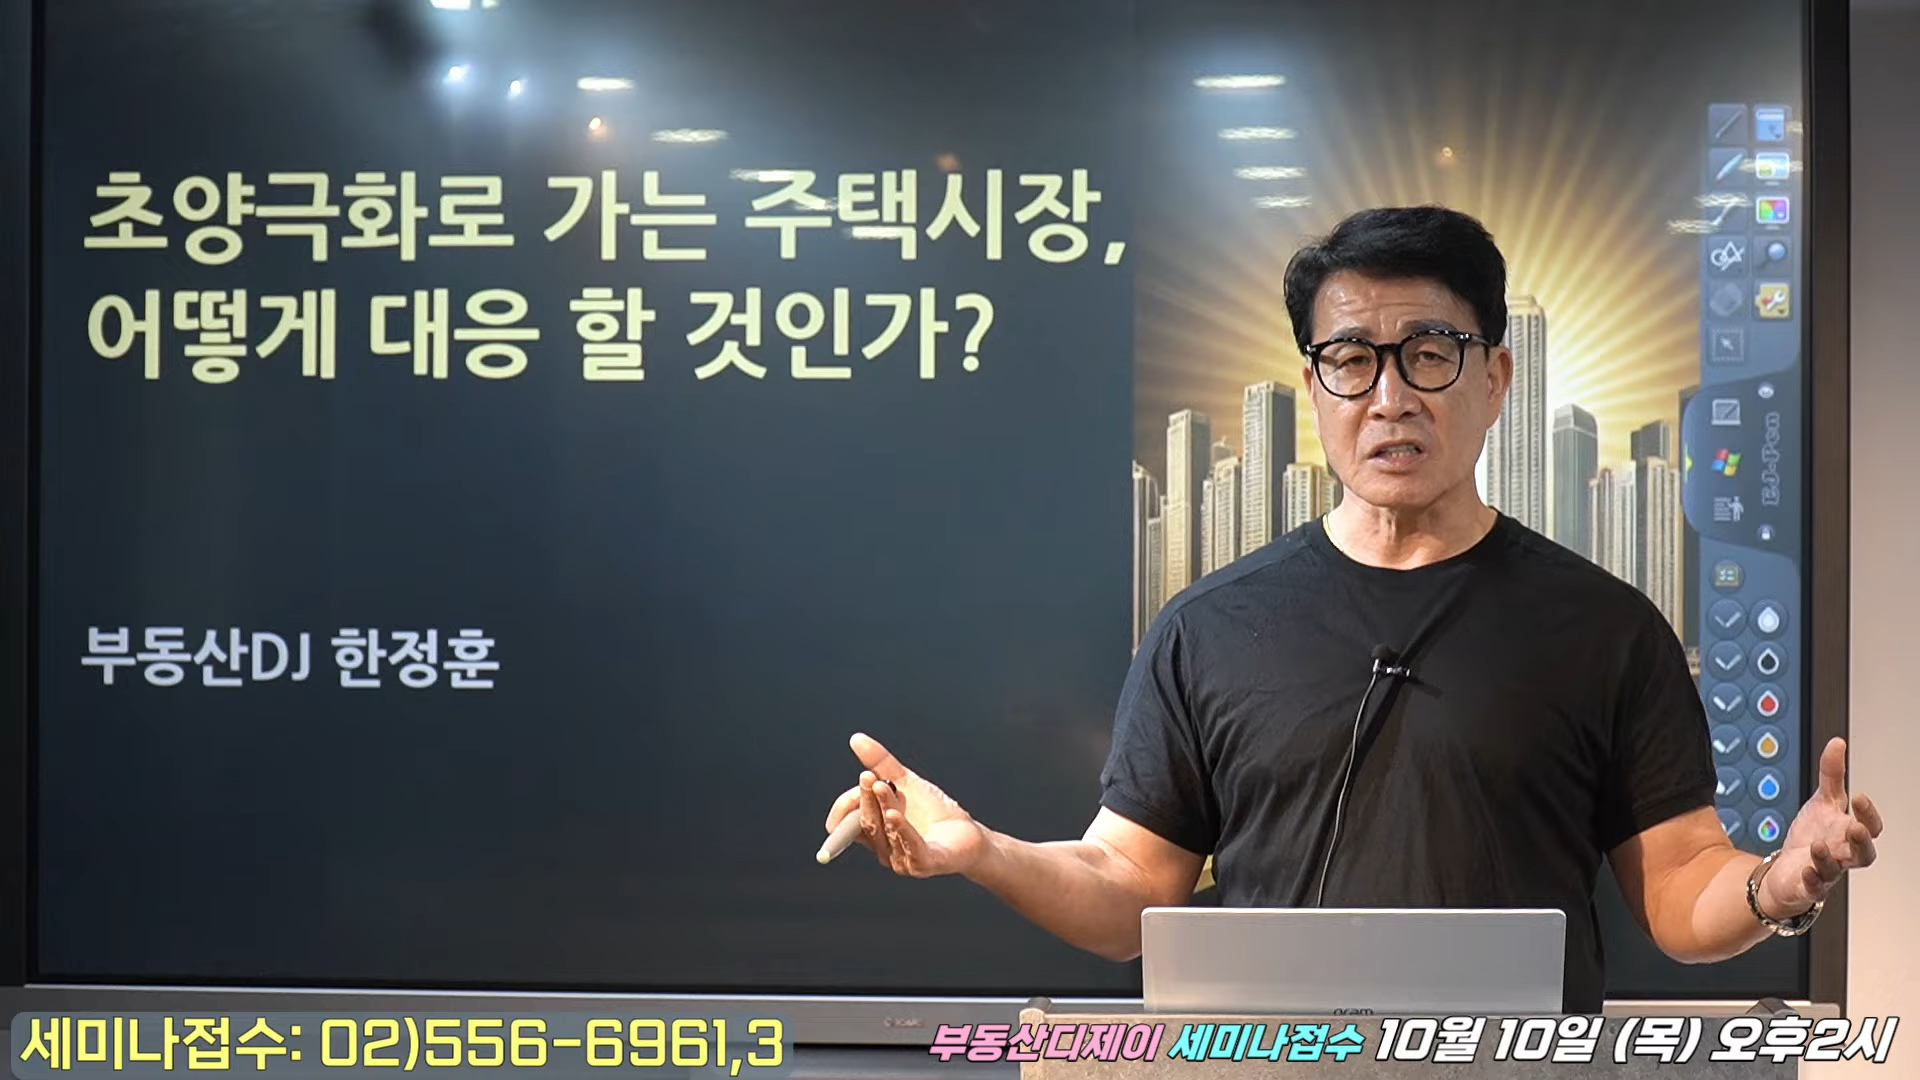 초양극화로 가는 주택시장,
어떻게 대응 할 것인가?
부동산DJ 한정훈
EJ-Pen
gram
세미나접수: 02)556-6961,3
부동산디제이 세미나접수 10월 10일 (목) 오후2시